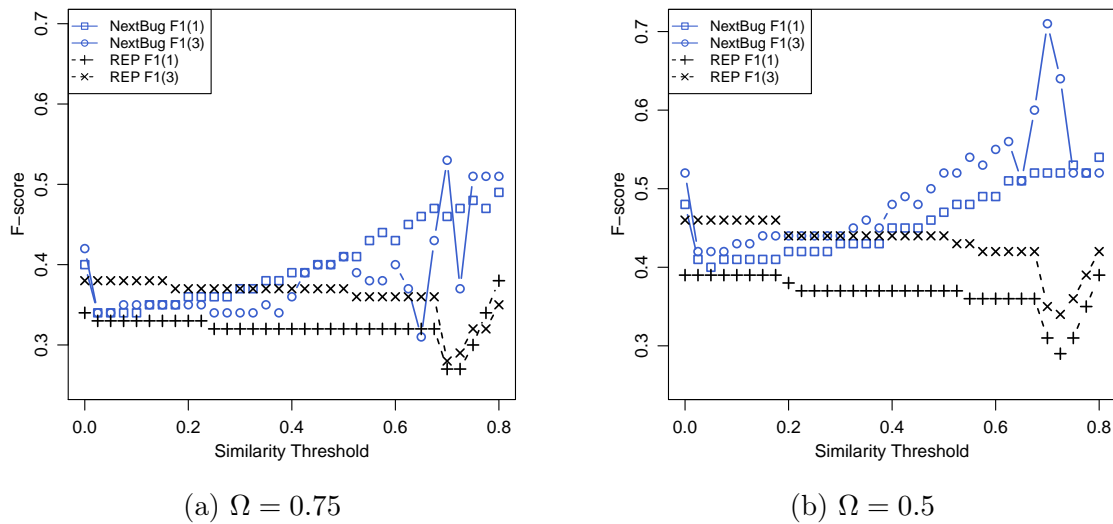 NextBug F1(1)
NextBug F1(3)
REP F1(1)
REP F1(3)
F-score
0.7
0.6
0.5
0.4
0.3
0.0 0.2 0.4 0.6 0.8
Similarity Threshold
(a) Ω = 0.75
NextBug F1(1)
NextBug F1(3)
REP F1(1)
REP F1(3)
F-score
0.7
0.6
0.5
0.4
0.3
0.0 0.2 0.4 0.6 0.8
Similarity Threshold
(b) Ω = 0.5